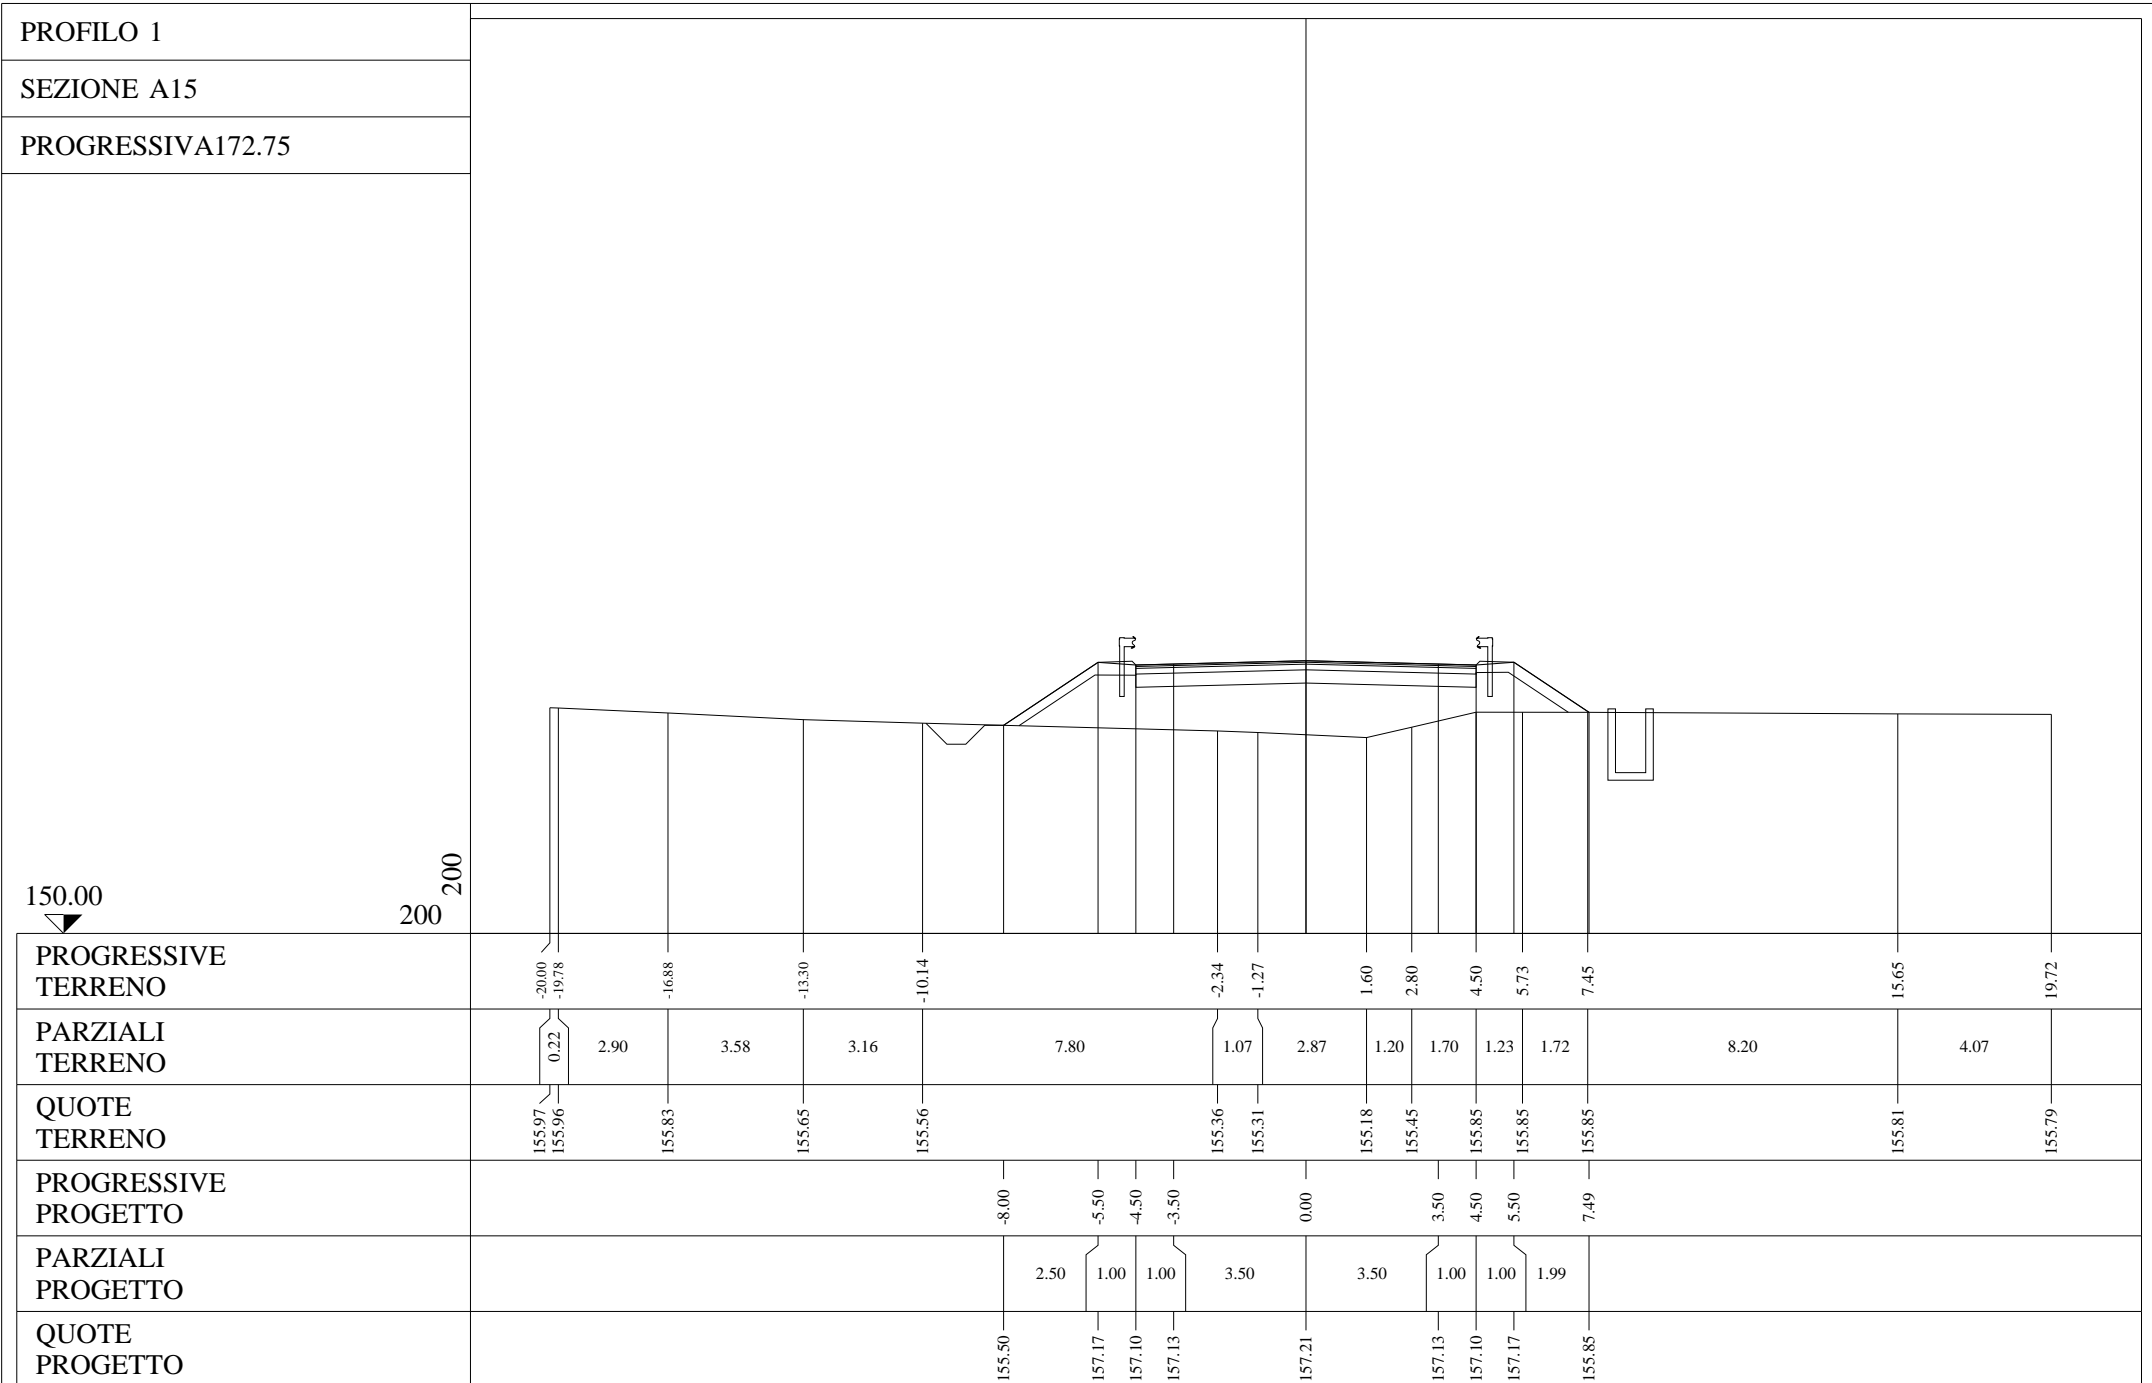 PROFILO 1
SEZIONE A15
PROGRESSIVA172.75
200
150.00
200
PROGRESSIVE
TERRENO
-20.00 -19.78 -16.88 -13.30 -10.14 -2.34 -1.27 1.60 2.80 4.50 5.73 7.45 15.65 19.72
PARZIALI
TERRENO
0.22 2.90 3.58 3.16 7.80 1.07 2.87 1.20 1.70 1.23 1.72 8.20 4.07
QUOTE
TERRENO
155.97 155.96 155.83 155.65 155.56 155.36 155.31 155.18 155.45 155.85 155.85 155.85 155.81 155.79
PROGRESSIVE
PROGETTO
-8.00 -5.50 -4.50 -3.50 0.00 3.50 4.50 5.50 7.49
PARZIALI
PROGETTO
2.50 1.00 1.00 3.50 3.50 1.00 1.00 1.99
QUOTE
PROGETTO
155.50 157.17 157.10 157.13 157.21 157.13 157.10 157.17 155.85